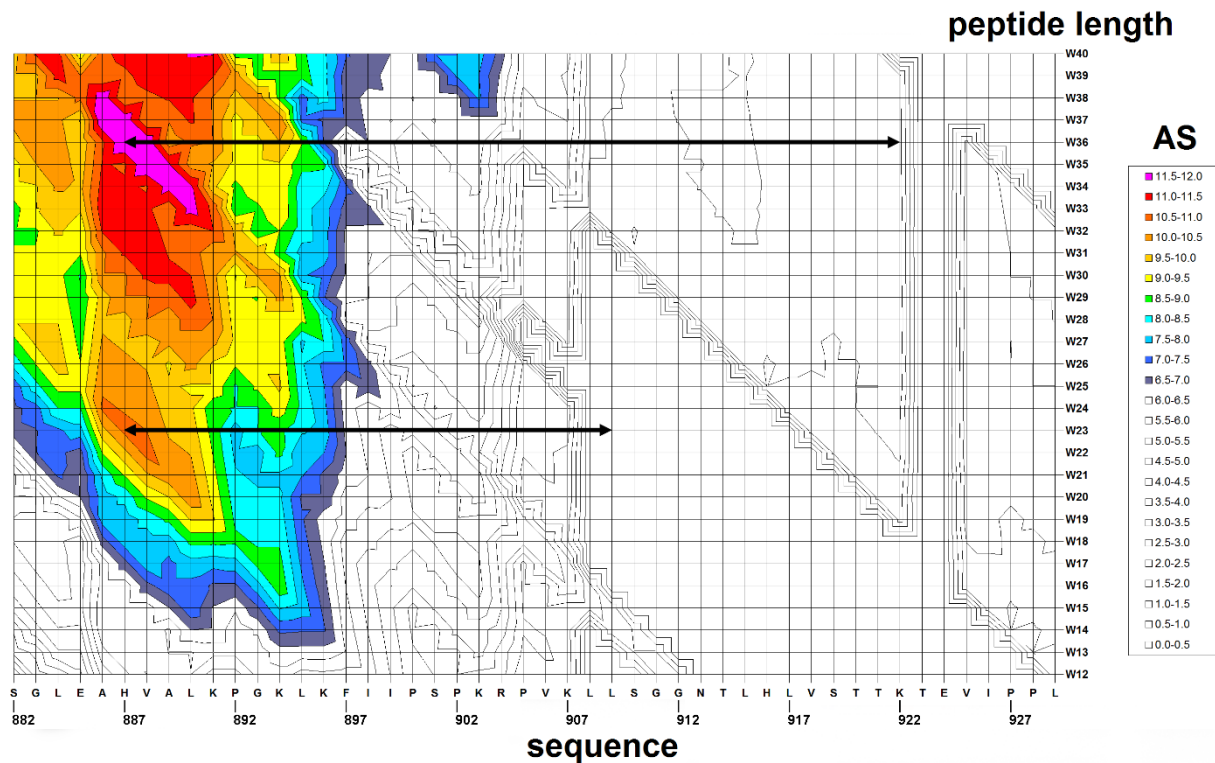 peptide length
W40
W39
W38
W37
W36
W35
W34
W33
W32
W31
W30
W29
W28
W27
W26
W25
W24
W23
W22
W21
W20
W19
W18
W17
W16
W15
W14
W13
W12
AS
11.5-12.0
11.0-11.5
10.5-11.0
10.0-10.5
9.5-10.0
9.0-9.5
8.5-9.0
8.0-8.5
7.5-8.0
7.0-7.5
6.5-7.0
6.0-6.5
5.5-6.0
5.0-5.5
4.5-5.0
4.0-4.5
3.5-4.0
3.0-3.5
2.5-3.0
2.0-2.5
1.5-2.0
1.0-1.5
0.5-1.0
0.0-0.5
S G L E A H V A L K P G K L K F I I P S P K R P V K L L S G G N T L H L V S T T K T E V I P P L
882 887 892 897 902 907 912 917 922 927
sequence